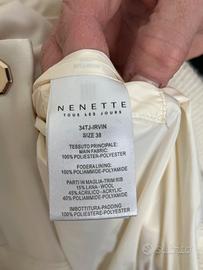 NENETTE
TOUS LES JOURS
34TJ-IRVIN
SIZE 38
TESSUTO PRINCIPALE:
MAIN FABRIC:
100% POLIESTER-POLYESTER
FODERA:LINING:
100% POLIAMMIDE-POLYAMIDE
PARTI IN MAGLIA-TRIM RIB
15% LANA-WOOL
45% ACRILICO-ACRYLIC
40% POLIAMMIDE-POLYAMIDE
IMBOTTITURA-PADDING
100% POLIESTERE-POLYESTER